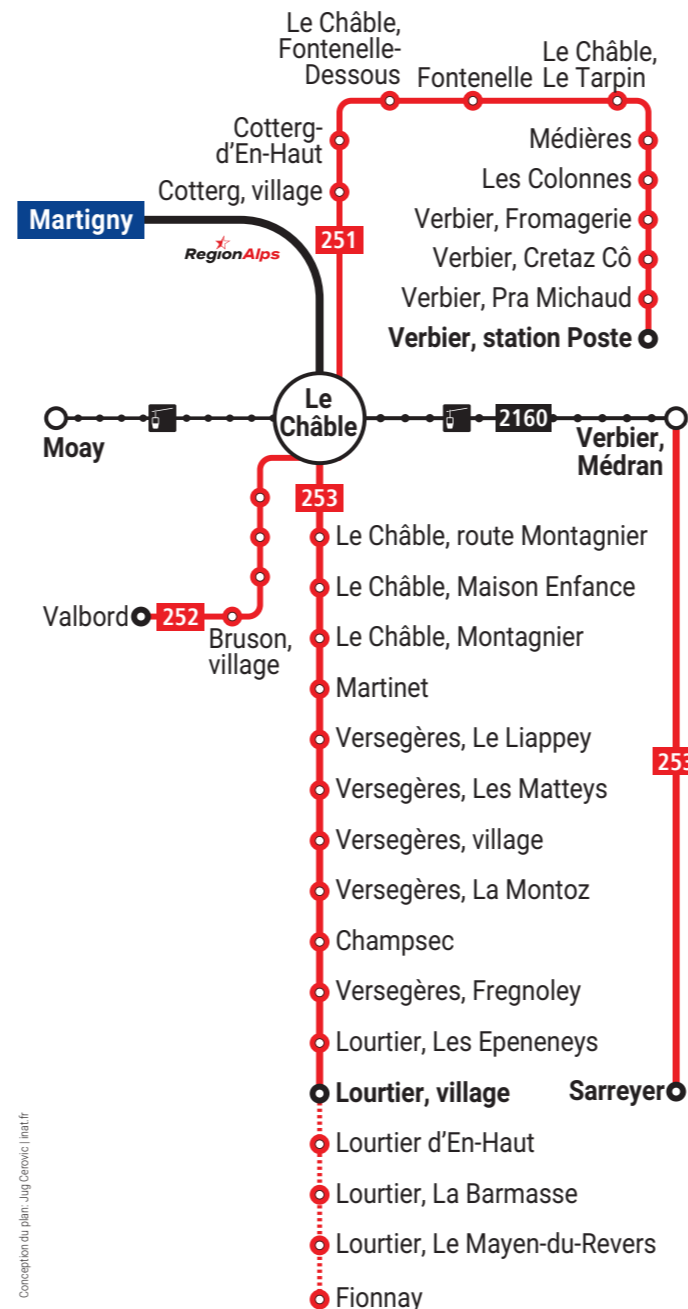 Le Châble,
Fontenelle-
Dessous
Fontenelle
Le Châble,
Le Tarpin
Cotterg-
d'En-Haut
Médières
Cotterg, village
Les Colonnes
Martigny
RegionAlps
251
Verbier, Fromagerie
Verbier, Cretaz Cô
Verbier, Pra Michaud
Verbier, station Poste
Le
Châble
2160
Moay
Verbier,
Médran
253
Le Châble, route Montagnier
Le Châble, Maison Enfance
Valbord
252
Bruson,
village
Le Châble, Montagnier
Martinet
Versegères, Le Liappey
253
Versegères, Les Matteys
Versegères, village
Versegères, La Montoz
Champsec
Versegères, Fregnoley
Lourtier, Les Epeneneys
Lourtier, village
Sarreyer
Lourtier d'En-Haut
Lourtier, La Barmasse
Lourtier, Le Mayen-du-Revers
Fionnay
Conception du plan: Jug Cerovic | inat.fr